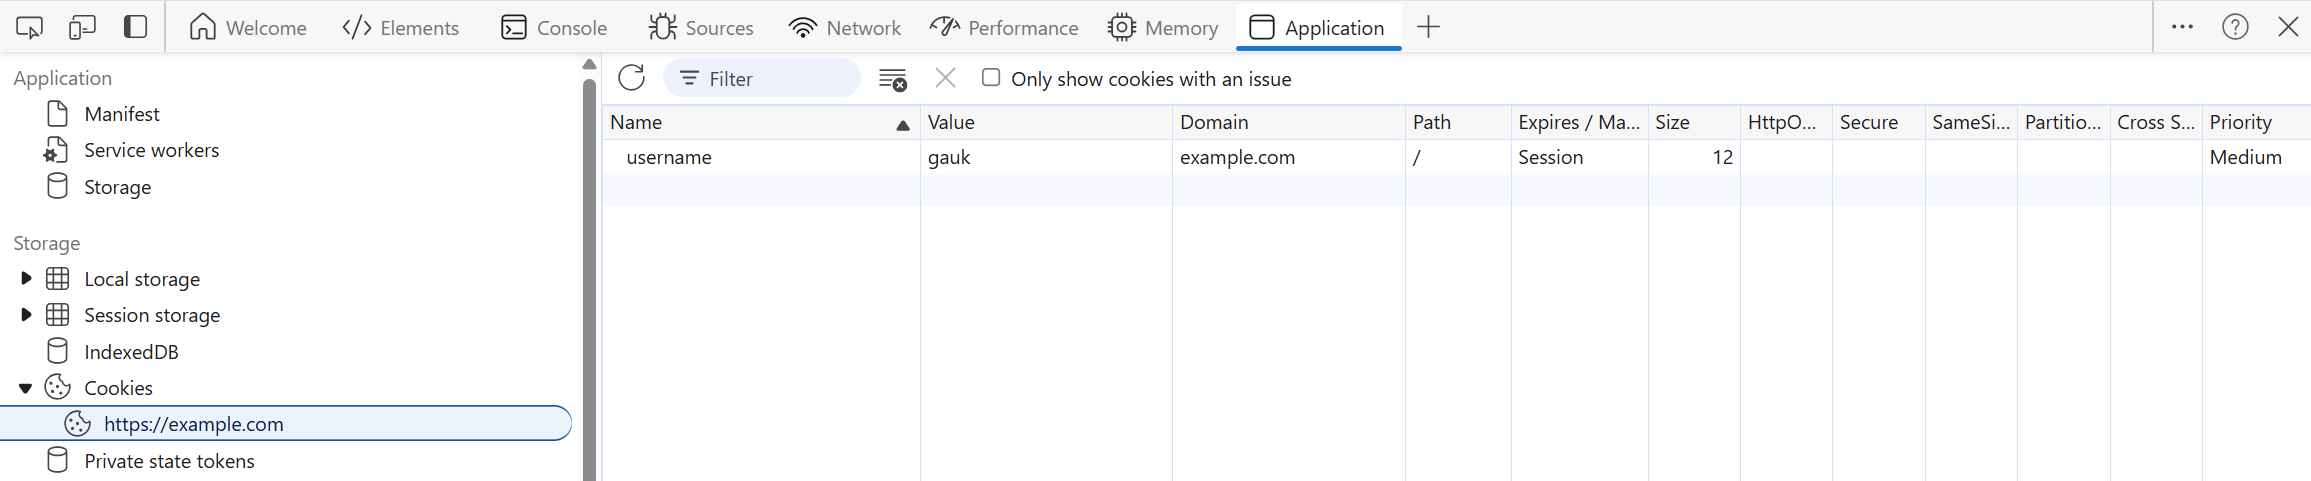 Welcome Elements Console Sources Network Performance Memory Application
Application
Manifest
Service workers
Storage
Storage
Local storage
Session storage
IndexedDB
Cookies
https://example.com
Private state tokens
Filter Only show cookies with an issue
Name Value Domain Path Expires / Ma... Size HttpO... Secure SameSi... Partitio... Cross S... Priority
username gauk example.com / Session 12 Medium